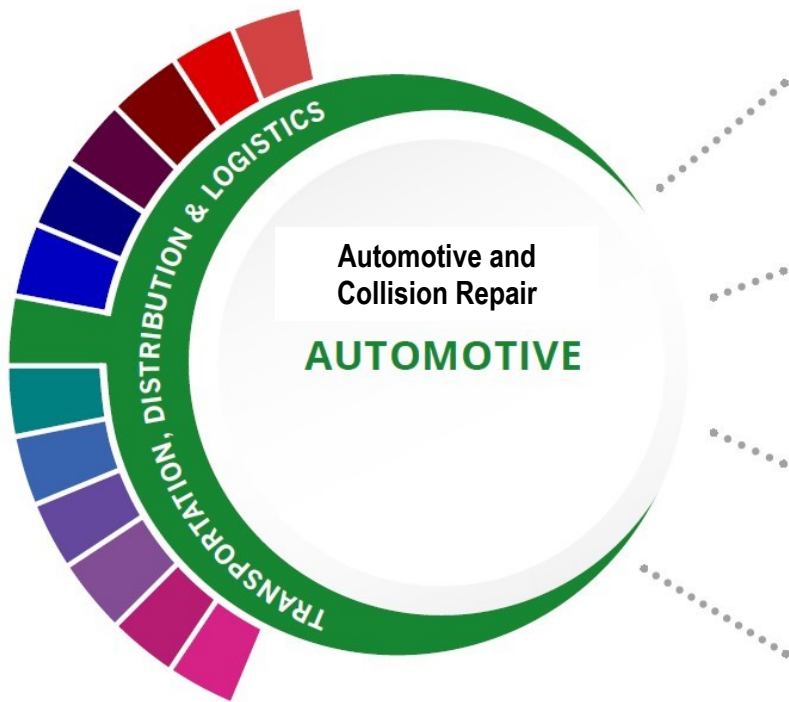 TRANSPORTATION, DISTRIBUTION & LOGISTICS
Automotive and
Collision Repair
AUTOMOTIVE